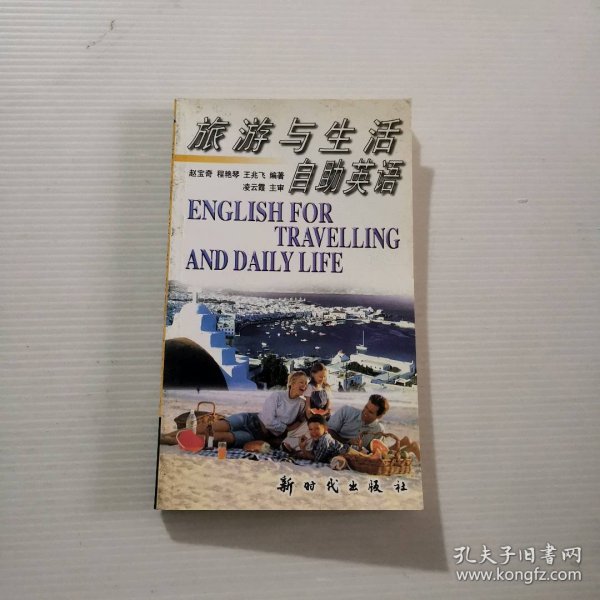 旅游与生活
自助英语
赵宝奇 程艳琴 王兆飞 编著
凌云霞 主审
ENGLISH FOR
TRAVELLING
AND DAILY LIFE
新时代出版社
孔夫子旧书网
www.kongfz.com